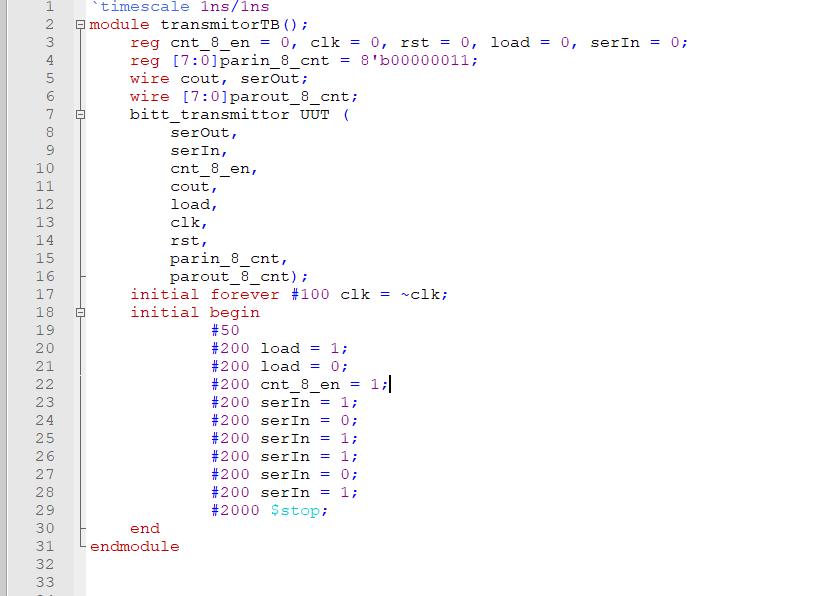 1 `timescale 1ns/1ns
2 module transmitorTB();
3 reg cnt_8_en = 0, clk = 0, rst = 0, load = 0, serIn = 0;
4 reg [7:0]parin_8_cnt = 8'b00000011;
5 wire cout, serOut;
6 wire [7:0]parout_8_cnt;
7 bitt_transmittor UUT (
8 serOut,
9 serIn,
10 cnt_8_en,
11 cout,
12 load,
13 clk,
14 rst,
15 parin_8_cnt,
16 parout_8_cnt);
17 initial forever #100 clk = ~clk;
18 initial begin
19 #50
20 #200 load = 1;
21 #200 load = 0;
22 #200 cnt_8_en = 1;
23 #200 serIn = 1;
24 #200 serIn = 0;
25 #200 serIn = 1;
26 #200 serIn = 1;
27 #200 serIn = 0;
28 #200 serIn = 1;
29 #2000 $stop;
30 end
31 endmodule
32
33